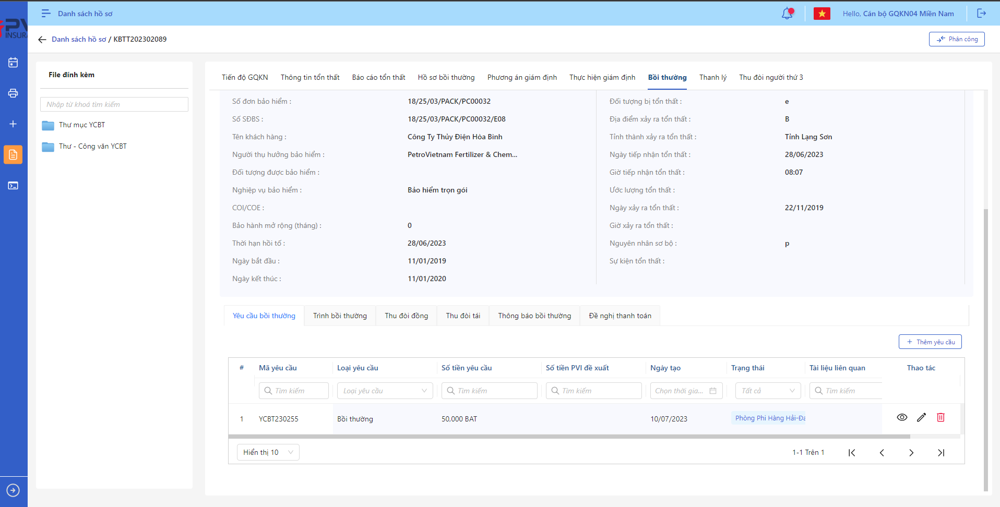 Danh sách hồ sơ
Hello, Cán bộ GQKN04 Miền Nam
Danh sách hồ sơ / KBTT202302089
Phân công
File đính kèm
Nhập từ khoá tìm kiếm
Thư mục YCBT
Thư - Công văn YCBT
Tiến độ GQKN
Thông tin tổn thất
Báo cáo tổn thất
Hồ sơ bồi thường
Phương án giám định
Thực hiện giám định
Bồi thường
Thanh lý
Thu đòi người thứ 3
Số đơn bảo hiểm : 18/25/03/PACK/PC00032
Số SĐBS : 18/25/03/PACK/PC00032/E08
Tên khách hàng : Công Ty Thủy Điện Hòa Bình
Người thụ hưởng bảo hiểm : PetroVietnam Fertilizer & Chem...
Đối tượng được bảo hiểm :
Nghiệp vụ bảo hiểm : Bảo hiểm trọn gói
COI/COE :
Bảo hành mở rộng (tháng) : 0
Thời hạn hồi tố : 28/06/2023
Ngày bắt đầu : 11/01/2019
Ngày kết thúc : 11/01/2020
Đối tượng bị tổn thất : e
Địa điểm xảy ra tổn thất : B
Tỉnh thành xảy ra tổn thất : Tỉnh Lạng Sơn
Ngày tiếp nhận tổn thất : 28/06/2023
Giờ tiếp nhận tổn thất : 08:07
Ước lượng tổn thất :
Ngày xảy ra tổn thất : 22/11/2019
Giờ xảy ra tổn thất :
Nguyên nhân sơ bộ : p
Sự kiện tổn thất :
Yêu cầu bồi thường
Trình bồi thường
Thu đòi đồng
Thu đòi tái
Thông báo bồi thường
Đề nghị thanh toán
Thêm yêu cầu
# Mã yêu cầu Loại yêu cầu Số tiền yêu cầu Số tiền PVI đề xuất Ngày tạo Trạng thái Tài liệu liên quan Thao tác
Tìm kiếm Loại yêu cầu Tìm kiếm Tìm kiếm Chọn thời gia... Tất cả Tìm kiếm
1 YCBT230255 Bồi thường 50,000 BAT 10/07/2023 Phòng Phi Hàng Hải-Đa
Hiển thị 10
1-1 Trên 1